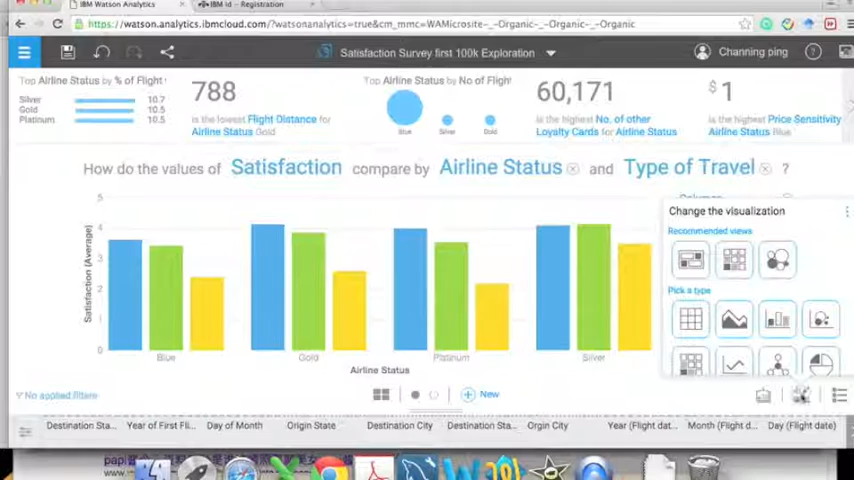 IBM Watson Analytics
IBM id - Registration
https://watson.analytics.ibmcloud.com/?watsonanalytics=true&cm_mmc=WAMicrosite-_-Organic-_-Organic-_-Organic
Satisfaction Survey first 100k Exploration
Channing ping
Top Airline Status by % of Flight
Silver 10.7
Gold 10.5
Platinum 10.5
788
is the lowest Flight Distance for
Airline Status Gold
Top Airline Status by No of Flight
Blue
Silver
Gold
60,171
is the highest No. of other
Loyalty Cards for Airline Status
$ 1
is the highest Price Sensitivity
Airline Status Blue
How do the values of Satisfaction compare by Airline Status and Type of Travel ?
Satisfaction (Average)
5
4
3
2
1
0
Blue
Gold
Platinum
Silver
Airline Status
Change the visualization
Recommended views
Pick a type
No applied filters
New
Destination Sta...
Year of First Fli...
Day of Month
Origin State
Destination City
Destination Sta...
Orgin City
Year (Flight dat...
Month (Flight d...
Day (Flight date)